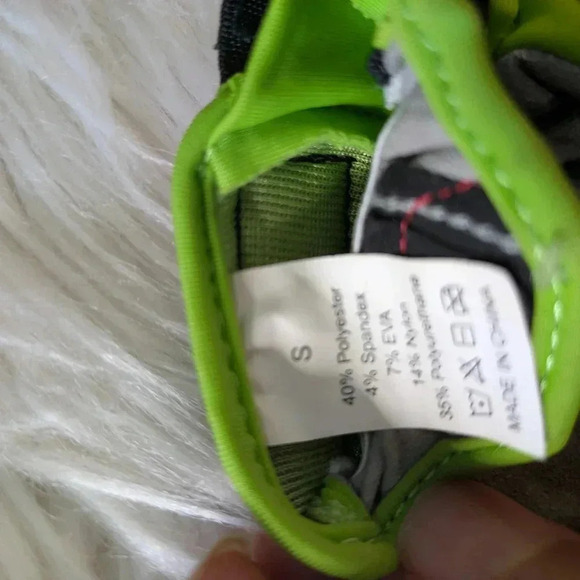 S
40% Polyester
4% Spandex
7% EVA
14% Nylon
35% Polyurethane
MADE IN CHINA